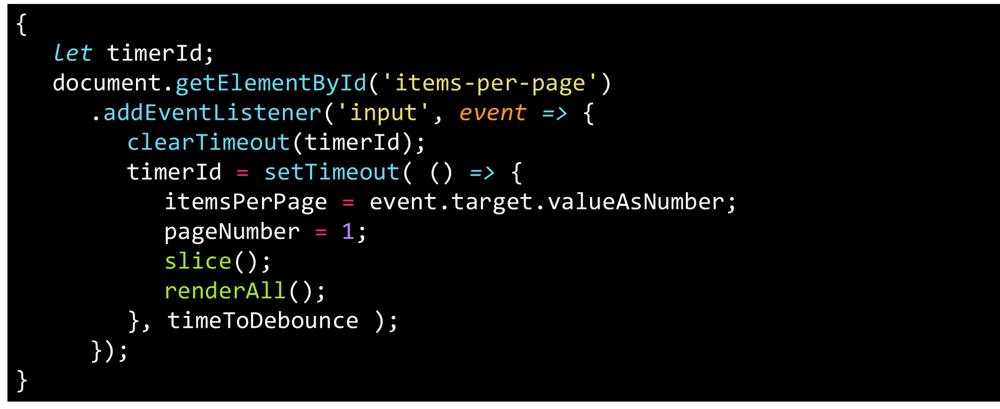 {
let timerId;
document.getElementById('items-per-page')
.addEventListener('input', event => {
clearTimeout(timerId);
timerId = setTimeout( () => {
itemsPerPage = event.target.valueAsNumber;
pageNumber = 1;
slice();
renderAll();
}, timeToDebounce );
});
}